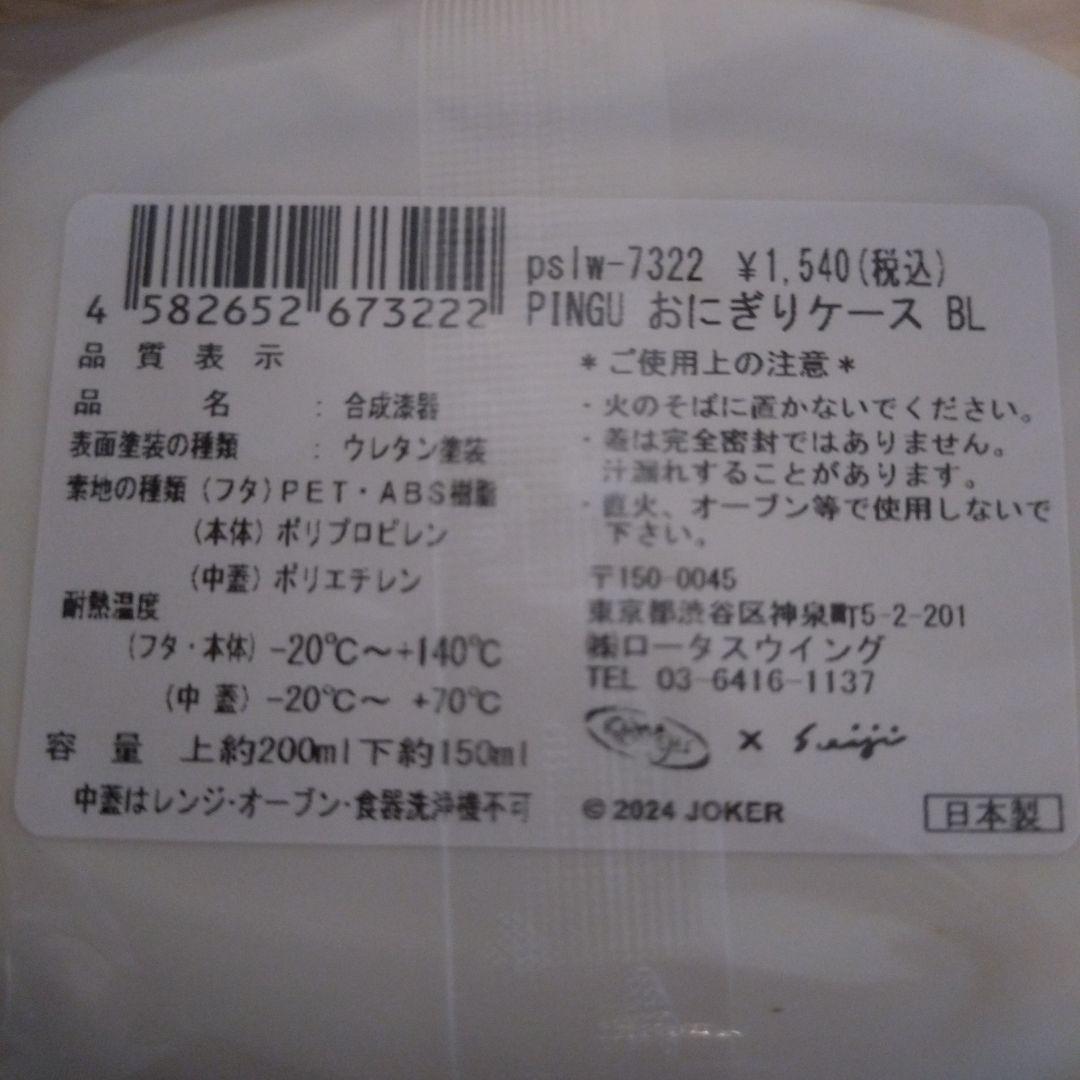 4 582652 673222
pslw-7322 ¥1,540(税込)
PINGU おにぎりケース BL
品質表示
品名 : 合成漆器
表面塗装の種類 : ウレタン塗装
素地の種類 (フタ) PET・ABS樹脂
(本体) ポリプロピレン
(中蓋) ポリエチレン
耐熱温度
(フタ・本体) -20℃〜+140℃
(中蓋) -20℃〜 +70℃
容量 上約200ml下約150ml
中蓋はレンジ・オーブン・食器洗浄機不可
*ご使用上の注意*
・火のそばに置かないでください。
・蓋は完全密封ではありません。
汁漏れすることがあります。
・直火、オーブン等で使用しないで
下さい。
〒150-0045
東京都渋谷区神泉町5-2-201
㈱ロータスウイング
TEL 03-6416-1137
× Seiji
©2024 JOKER
日本製